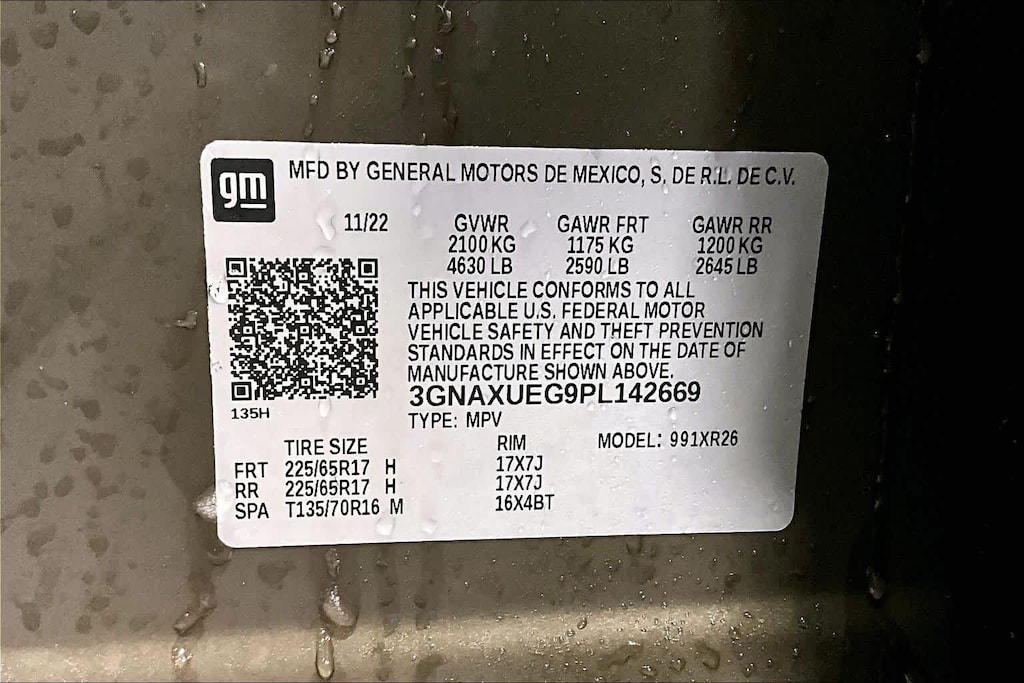 gm MFD BY GENERAL MOTORS DE MEXICO, S. DE R.L. DE C.V.
11/22 GVWR GAWR FRT GAWR RR
2100 KG 1175 KG 1200 KG
4630 LB 2590 LB 2645 LB
THIS VEHICLE CONFORMS TO ALL
APPLICABLE U.S. FEDERAL MOTOR
VEHICLE SAFETY AND THEFT PREVENTION
STANDARDS IN EFFECT ON THE DATE OF
MANUFACTURE SHOWN ABOVE.
3GNAXUEG9PL142669
135H
TYPE: MPV
TIRE SIZE RIM MODEL: 991XR26
FRT 225/65R17 H 17X7J
RR 225/65R17 H 17X7J
SPA T135/70R16 M 16X4BT